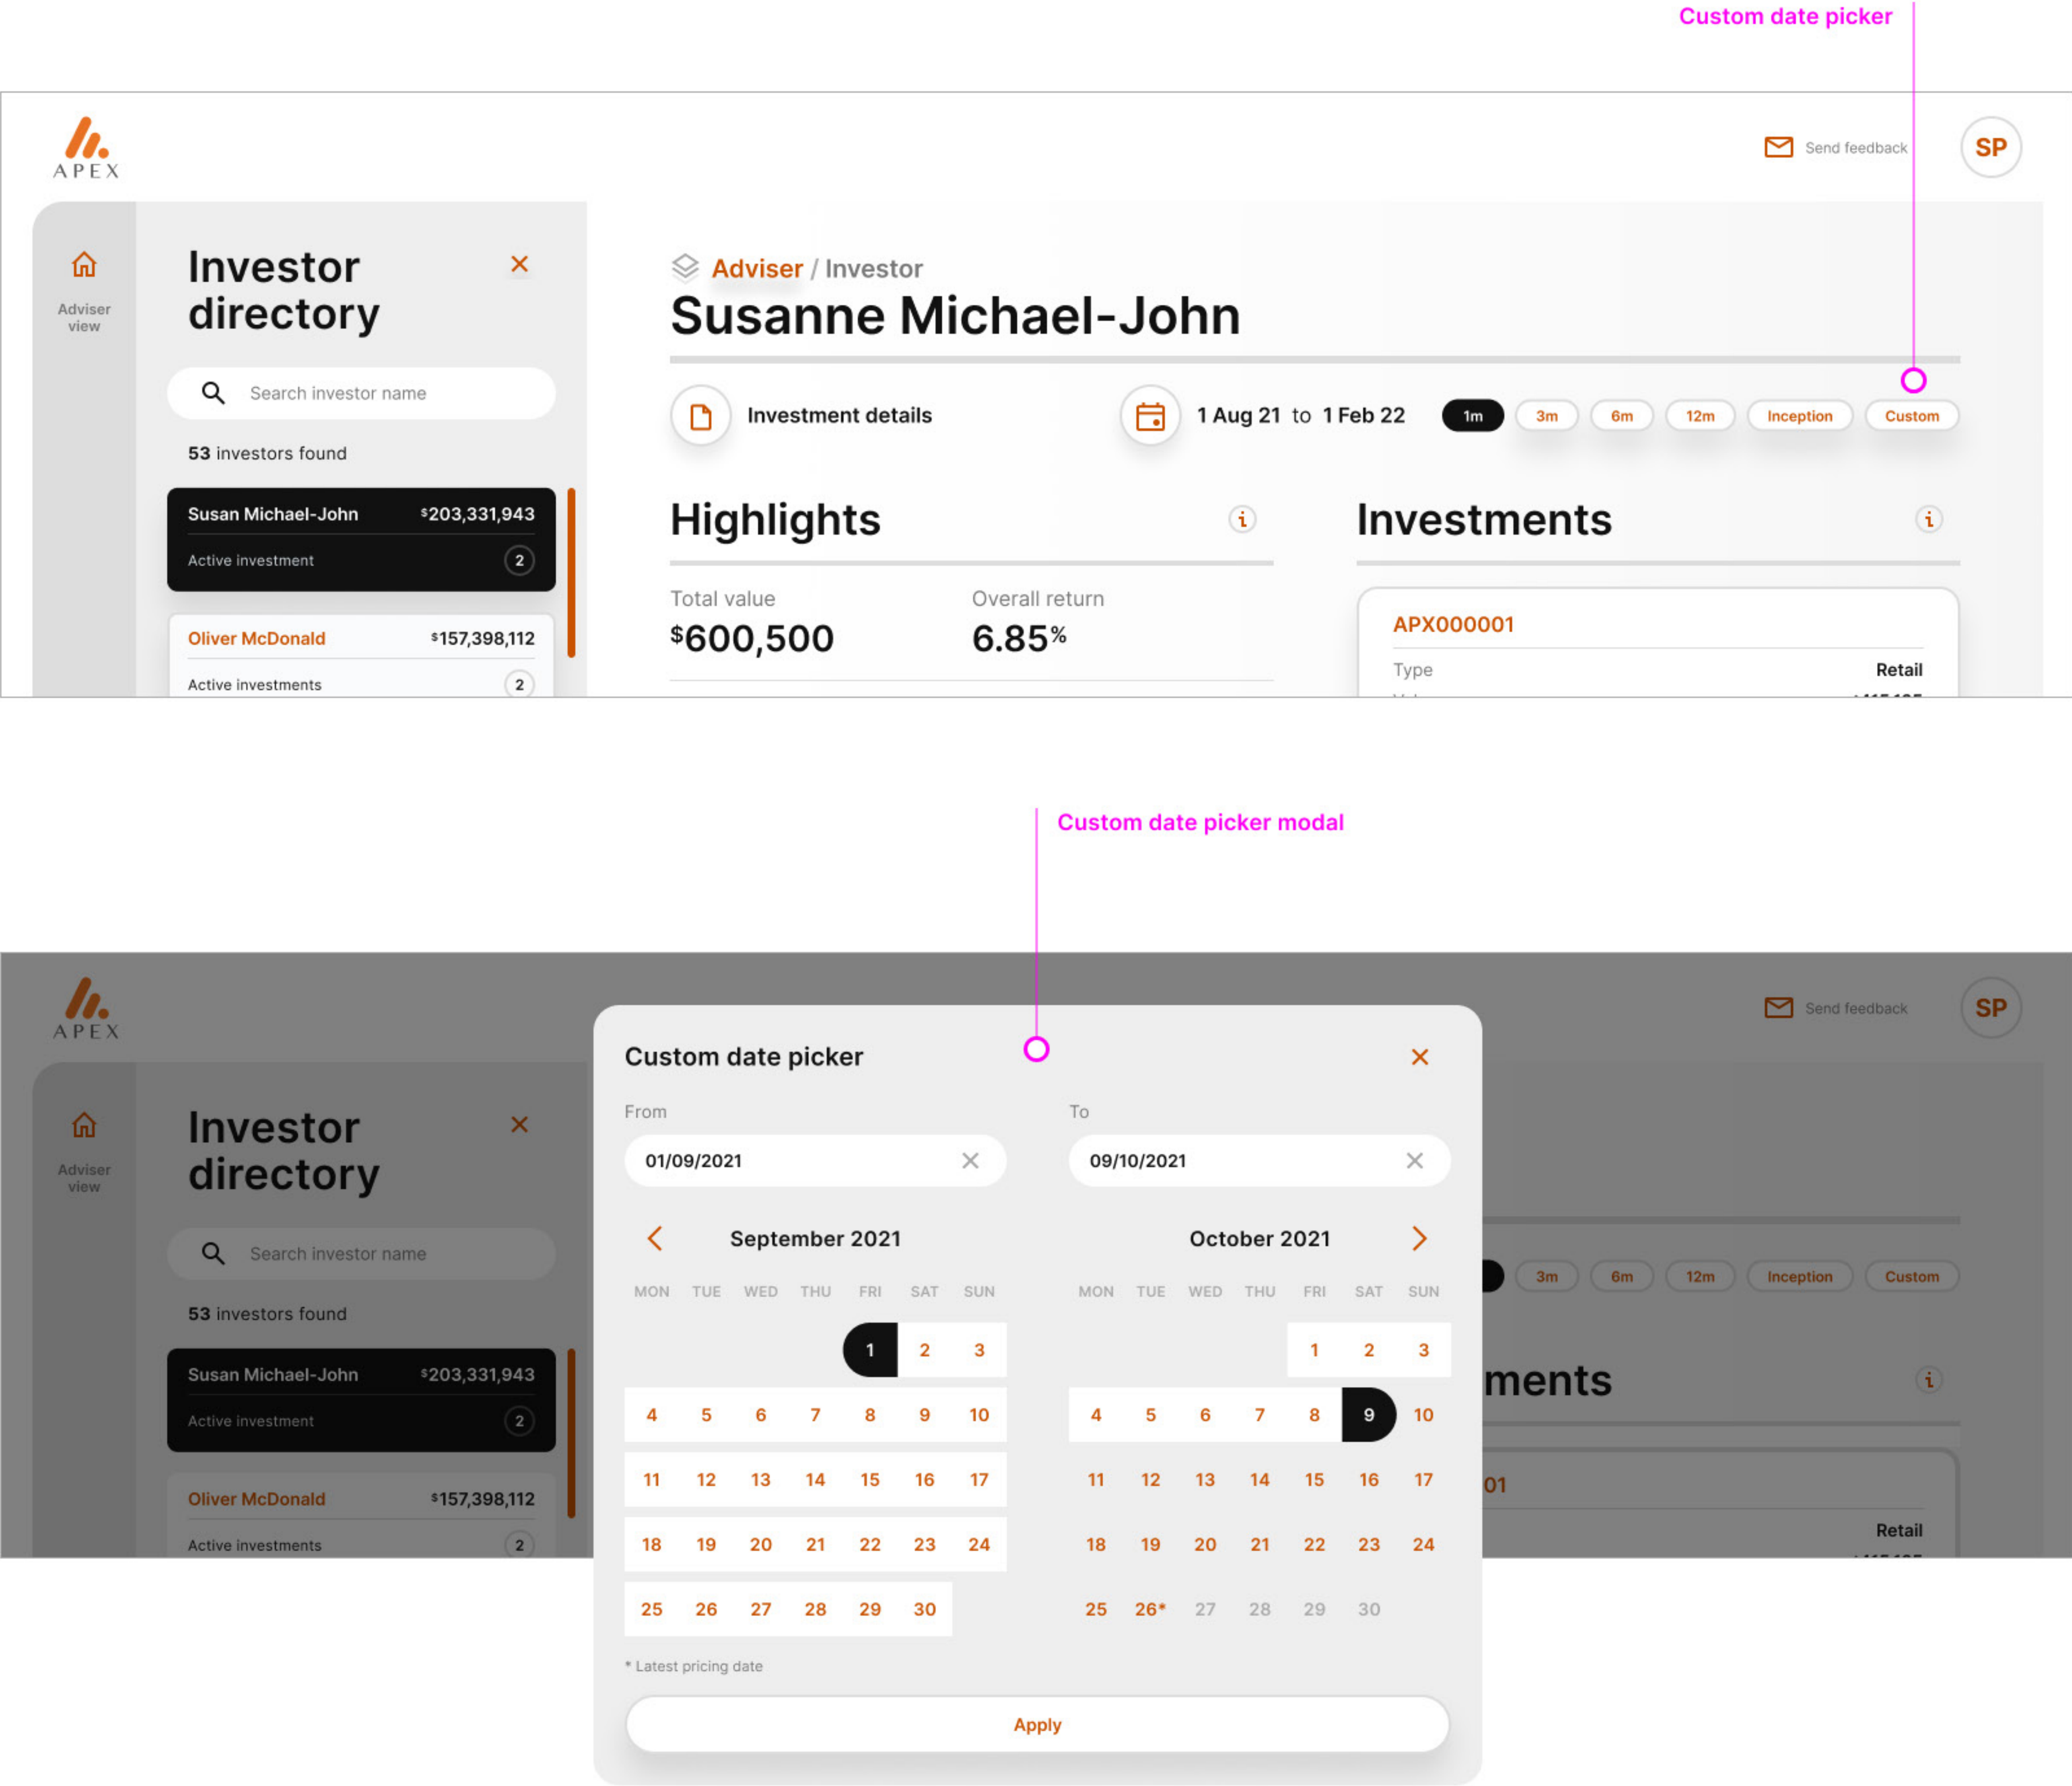 Custom date picker
APEX
Send feedback
SP
Adviser
view
Investor
directory
Search investor name
53 investors found
Susan Michael-John $203,331,943
Active investment 2
Oliver McDonald $157,398,112
Active investments 2
Adviser / Investor
Susanne Michael-John
Investment details
1 Aug 21 to 1 Feb 22
1m 3m 6m 12m Inception Custom
Highlights
Total value Overall return
$600,500 6.85%
Investments
APX000001
Type Retail
Custom date picker modal
APEX
Send feedback
SP
Adviser
view
Investor
directory
Search investor name
53 investors found
Susan Michael-John $203,331,943
Active investment 2
Oliver McDonald $157,398,112
Active investments 2
Custom date picker
From To
01/09/2021 09/10/2021
September 2021
MON TUE WED THU FRI SAT SUN
1 2 3
4 5 6 7 8 9 10
11 12 13 14 15 16 17
18 19 20 21 22 23 24
25 26 27 28 29 30
October 2021
MON TUE WED THU FRI SAT SUN
1 2 3
4 5 6 7 8 9 10
11 12 13 14 15 16 17
18 19 20 21 22 23 24
25 26* 27 28 29 30
* Latest pricing date
Apply
3m 6m 12m Inception Custom
ments
01
Retail